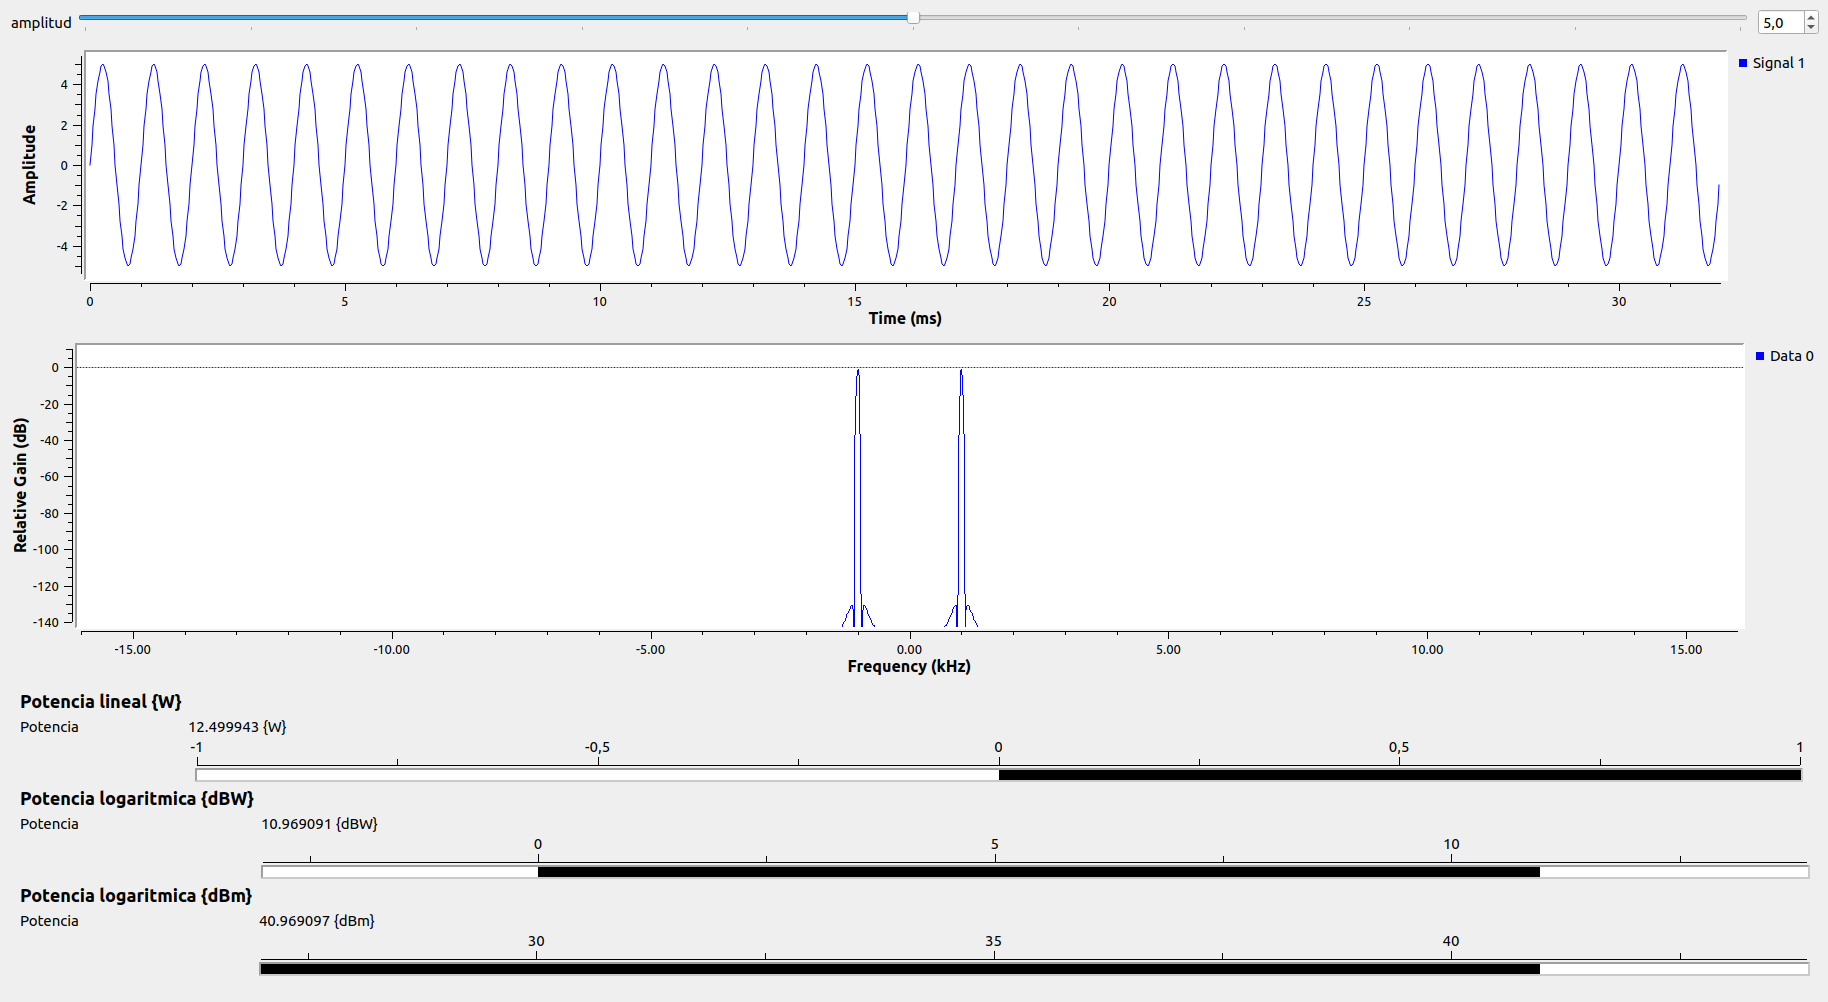 amplitud 5,0
Signal 1
Amplitude
4
2
0
-2
-4
0 5 10 15 20 25 30
Time (ms)
Data 0
Relative Gain (dB)
0
-20
-40
-60
-80
-100
-120
-140
-15.00 -10.00 -5.00 0.00 5.00 10.00 15.00
Frequency (kHz)
Potencia lineal {W}
Potencia 12.499943 {W}
-1 -0,5 0 0,5 1
Potencia logaritmica {dBW}
Potencia 10.969091 {dBW}
0 5 10
Potencia logaritmica {dBm}
Potencia 40.969097 {dBm}
30 35 40